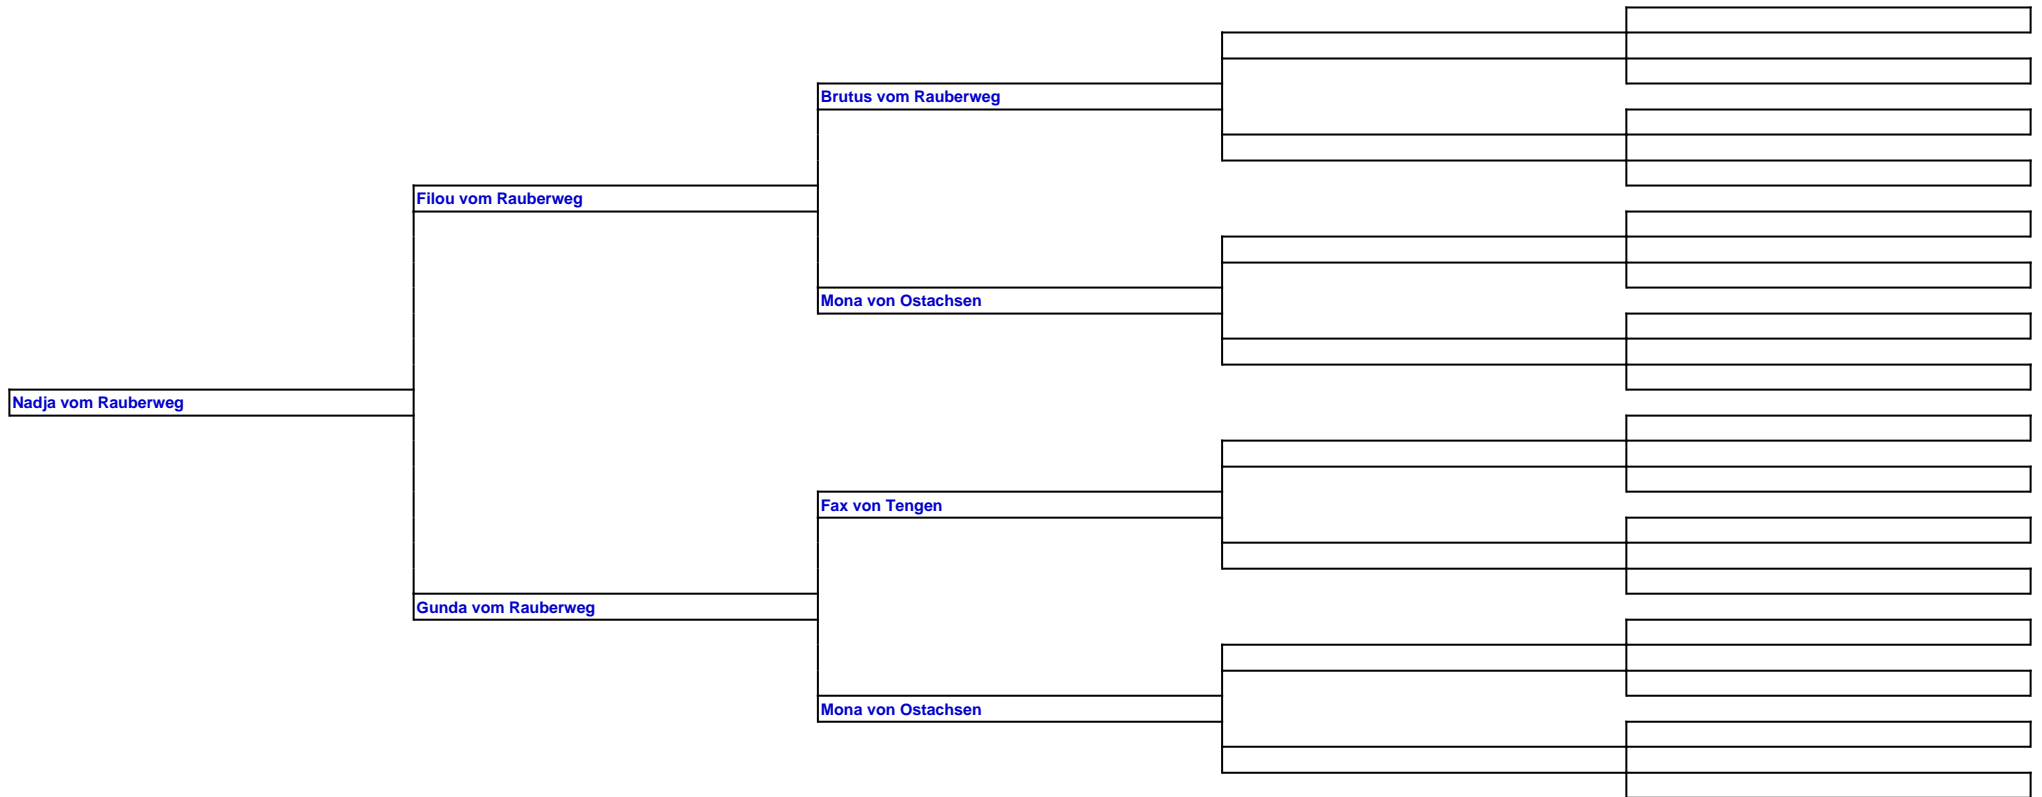 Brutus vom Rauberweg
Filou vom Rauberweg
Mona von Ostachsen
Nadja vom Rauberweg
Fax von Tengen
Gunda vom Rauberweg
Mona von Ostachsen